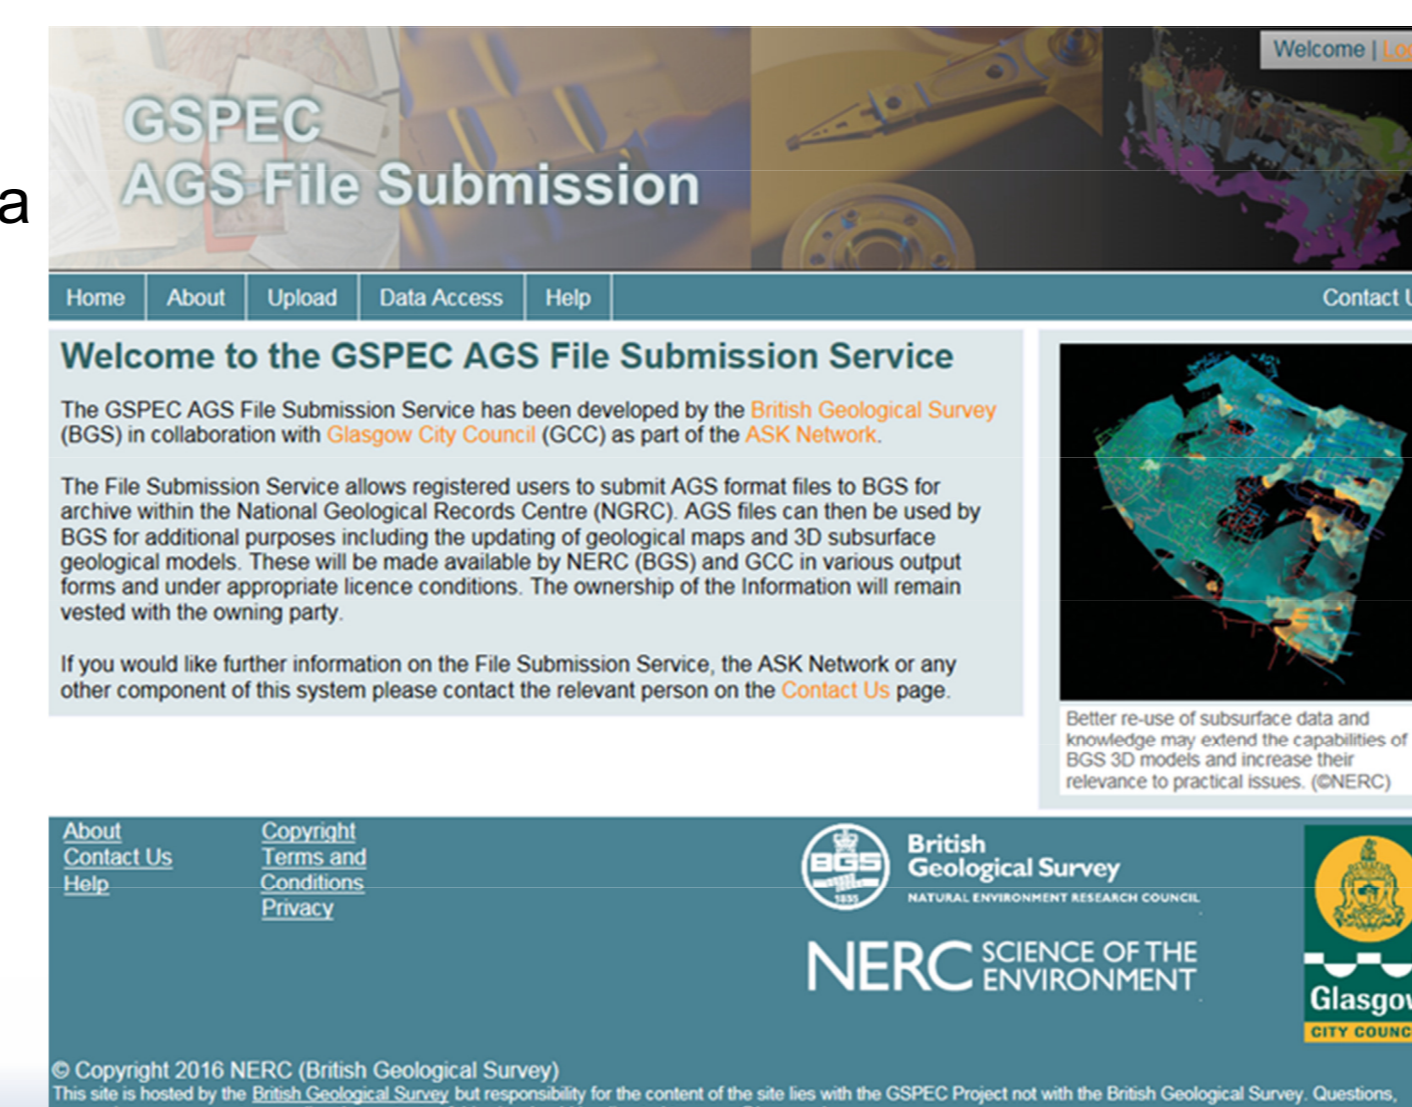 a
Welcome |
GSPEC
AGS File Submission
Home About Upload Data Access Help Contact
Welcome to the GSPEC AGS File Submission Service
The GSPEC AGS File Submission Service has been developed by the British Geological Survey
(BGS) in collaboration with Glasgow City Council (GCC) as part of the ASK Network.
The File Submission Service allows registered users to submit AGS format files to BGS for
archive within the National Geological Records Centre (NGRC). AGS files can then be used by
BGS for additional purposes including the updating of geological maps and 3D subsurface
geological models. These will be made available by NERC (BGS) and GCC in various output
forms and under appropriate licence conditions. The ownership of the Information will remain
vested with the owning party.
If you would like further information on the File Submission Service, the ASK Network or any
other component of this system please contact the relevant person on the Contact Us page.
Better re-use of subsurface data and
knowledge may extend the capabilities of
BGS 3D models and increase their
relevance to practical issues. (©NERC)
About
Contact Us
Help
Copyright
Terms and
Conditions
Privacy
BGS
1835
British
Geological Survey
NATURAL ENVIRONMENT RESEARCH COUNCIL
NERC SCIENCE OF THE
ENVIRONMENT
Glasgow
CITY COUNC
© Copyright 2016 NERC (British Geological Survey)
This site is hosted by the British Geological Survey but responsibility for the content of the site lies with the GSPEC Project not with the British Geological Survey. Questions,